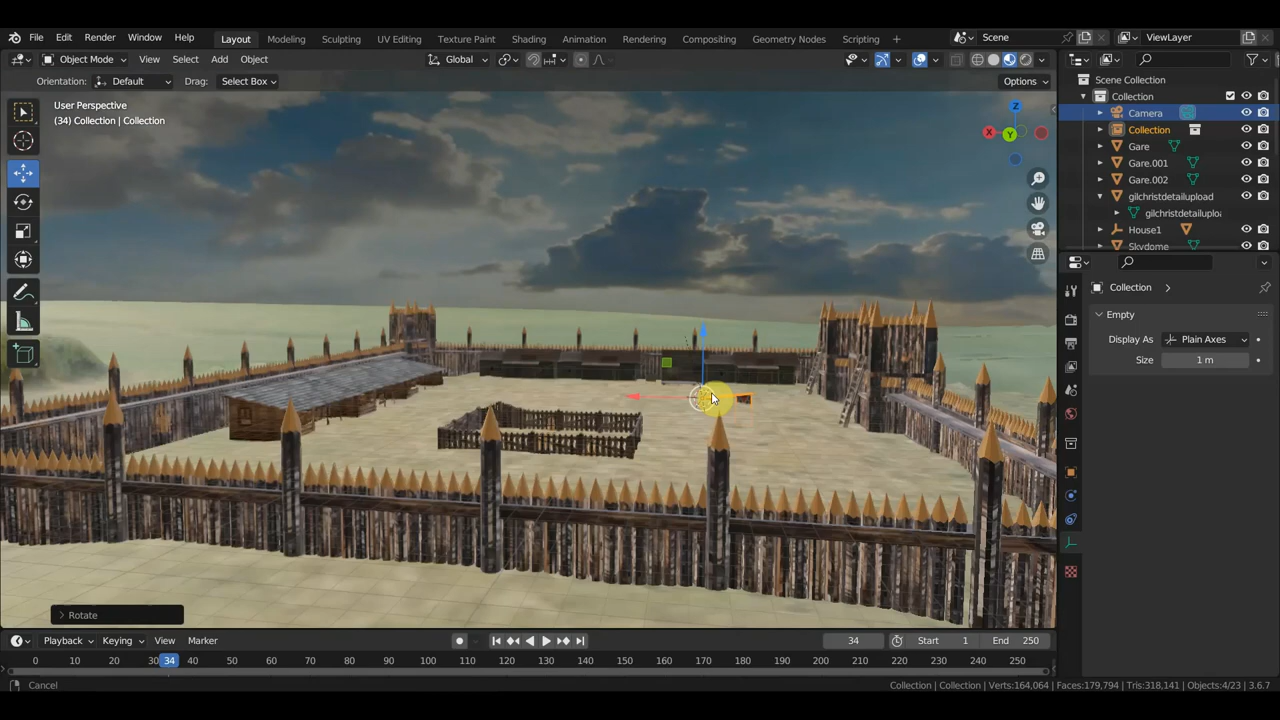 File Edit Render Window Help Layout Modeling Sculpting UV Editing Texture Paint Shading Animation Rendering Compositing Geometry Nodes Scripting + Scene ViewLayer
Object Mode View Select Add Object Global
Orientation: Default Drag: Select Box Options
User Perspective
(34) Collection | Collection
X
Y
Z
Scene Collection
Collection
Camera
Collection
Gare
Gare.001
Gare.002
gilchristdetailupload
gilchristdetailuploa
House1
Skydome
Collection
Empty
Display As Plain Axes
Size 1 m
Rotate
Playback Keying View Marker 34 Start 1 End 250
0 10 20 30 34 40 50 60 70 80 90 100 110 120 130 140 150 160 170 180 190 200 210 220 230 240 250
Cancel Collection | Collection | Verts:164,064 | Faces:179,794 | Tris:318,141 | Objects:4/23 | 3.6.7